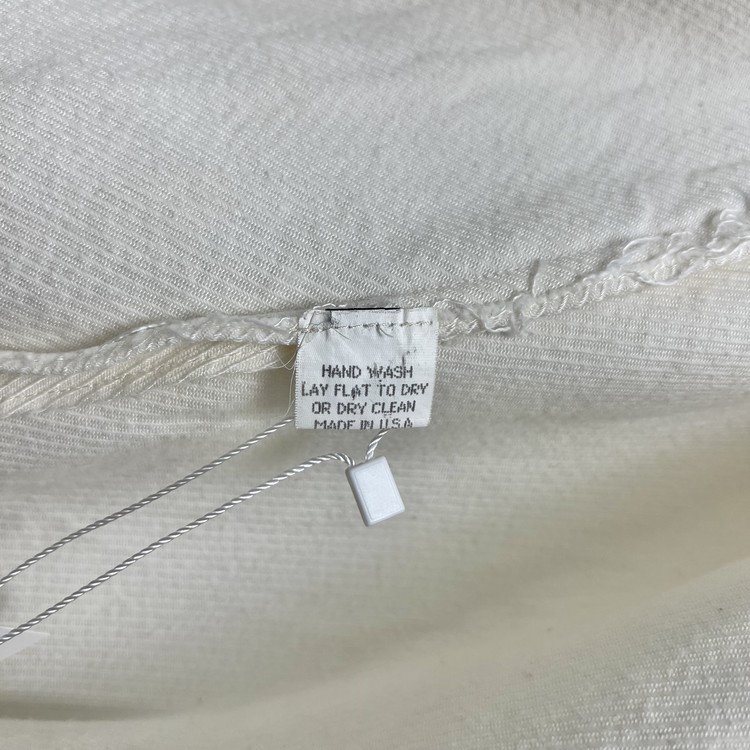 HAND WASH
LAY FLAT TO DRY
OR DRY CLEAN
MADE IN U.S.A